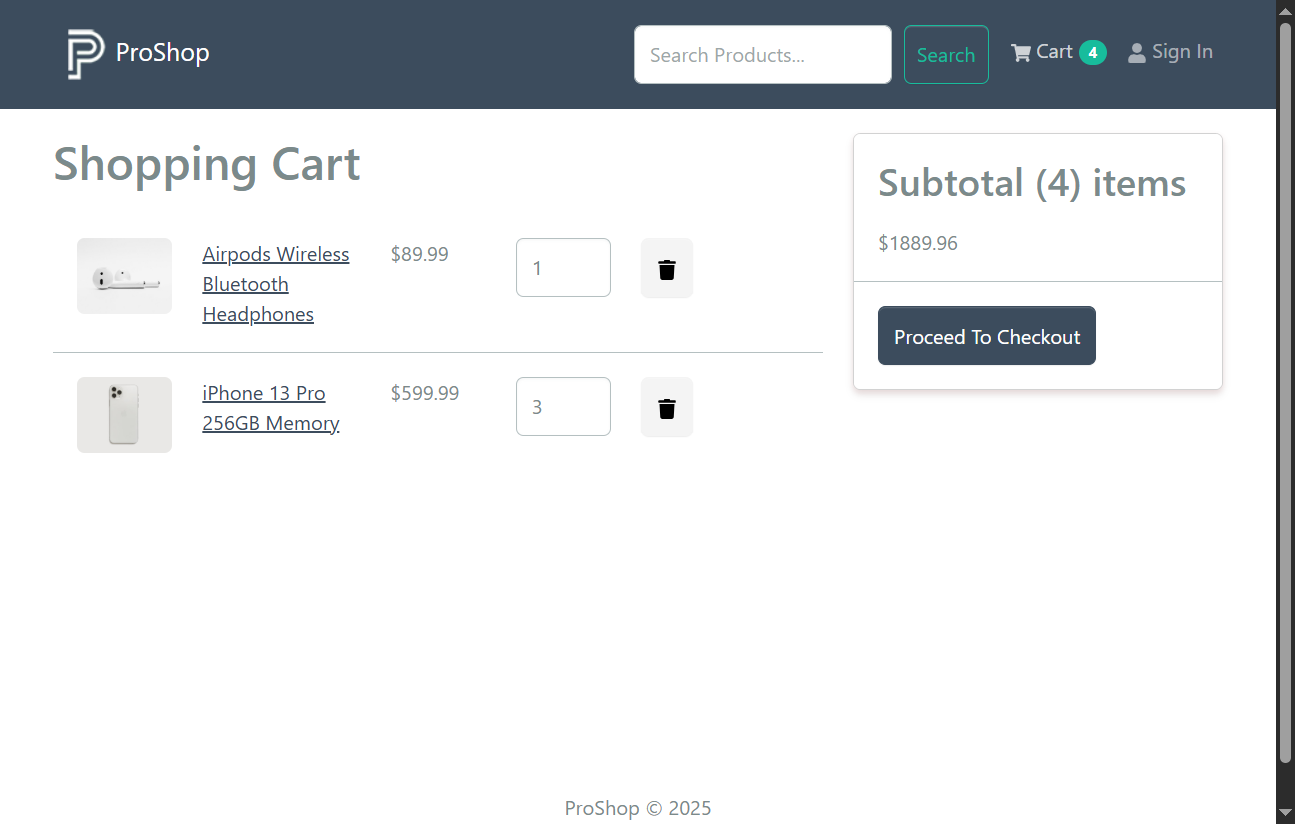 ProShop
Search Products...
Search
Cart 4
Sign In
Shopping Cart
Airpods Wireless
Bluetooth
Headphones
$89.99
1
iPhone 13 Pro
256GB Memory
$599.99
3
Subtotal (4) items
$1889.96
Proceed To Checkout
ProShop © 2025